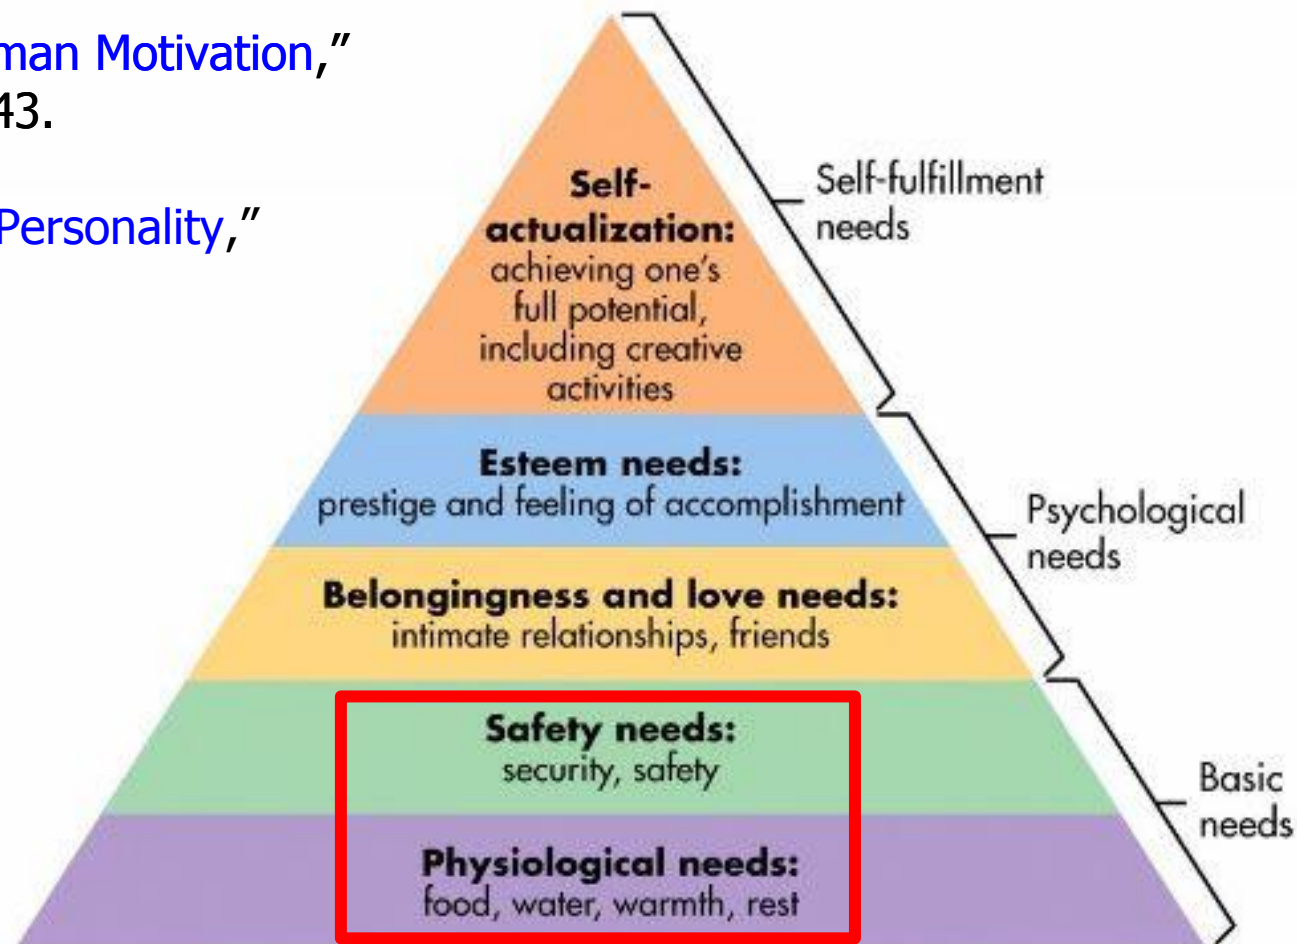 man Motivation,”
43.
Personality,”
Self-
actualization:
achieving one’s
full potential,
including creative
activities
Self-fulfillment
needs
Esteem needs:
prestige and feeling of accomplishment
Psychological
needs
Belongingness and love needs:
intimate relationships, friends
Safety needs:
security, safety
Basic
needs
Physiological needs:
food, water, warmth, rest